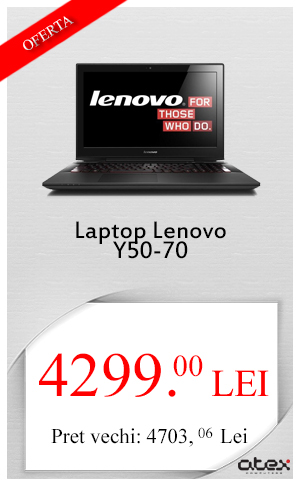 OFERTA
lenovo FOR
THOSE
WHO DO.
Laptop Lenovo
Y50-70
4299.00 LEI
Pret vechi: 4703, 06 Lei
atex
COMPUTERS